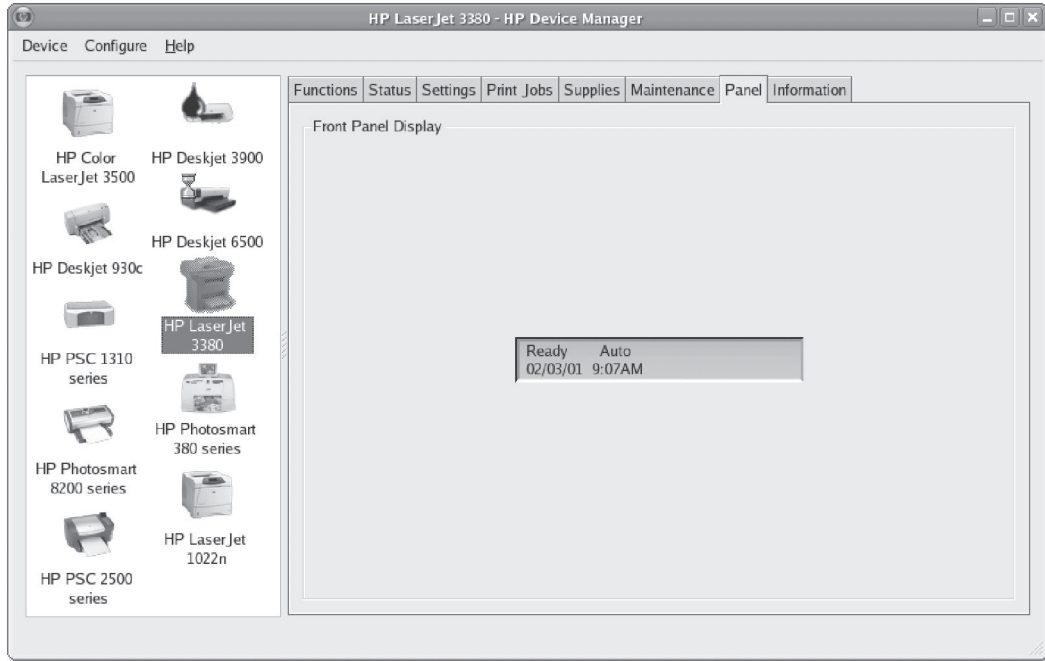 HP LaserJet 3380 - HP Device Manager
Device Configure Help
Functions Status Settings Print Jobs Supplies Maintenance Panel Information
HP Color
LaserJet 3500
HP Deskjet 930c
HP PSC 1310
series
HP Photosmart
8200 series
HP PSC 2500
series
HP Deskjet 3900
HP Deskjet 6500
HP LaserJet
3380
HP Photosmart
380 series
HP LaserJet
1022n
Front Panel Display
Ready Auto
02/03/01 9:07AM